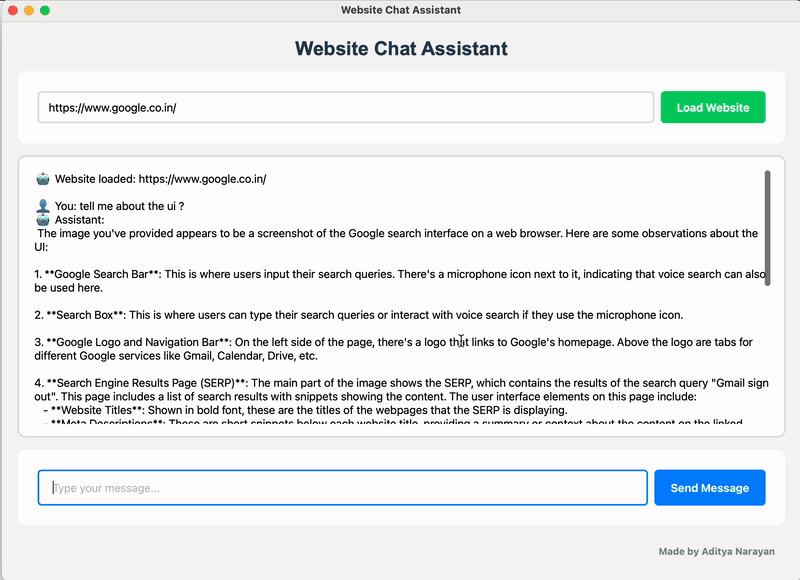 Website Chat Assistant
Website Chat Assistant
https://www.google.co.in/
Load Website
Website loaded: https://www.google.co.in/
You: tell me about the ui ?
Assistant:
The image you've provided appears to be a screenshot of the Google search interface on a web browser. Here are some observations about the
UI:
1. **Google Search Bar**: This is where users input their search queries. There's a microphone icon next to it, indicating that voice search can also
be used here.
2. **Search Box**: This is where users can type their search queries or interact with voice search if they use the microphone icon.
3. **Google Logo and Navigation Bar**: On the left side of the page, there's a logo that links to Google's homepage. Above the logo are tabs for
different Google services like Gmail, Calendar, Drive, etc.
4. **Search Engine Results Page (SERP)**: The main part of the image shows the SERP, which contains the results of the search query "Gmail sign
out". This page includes a list of search results with snippets showing the content. The user interface elements on this page include:
- **Website Titles**: Shown in bold font, these are the titles of the webpages that the SERP is displaying.
- **Meta Descriptions**: These are short snippets below each website title, providing a summary or context about the content on the linked
Type your message...
Send Message
Made by Aditya Narayan